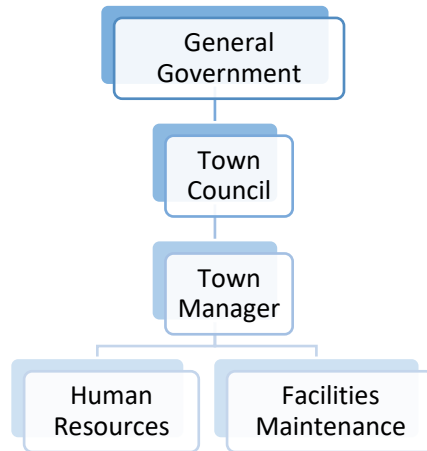 General
Government
Town
Council
Town
Manager
Human
Resources
Facilities
Maintenance